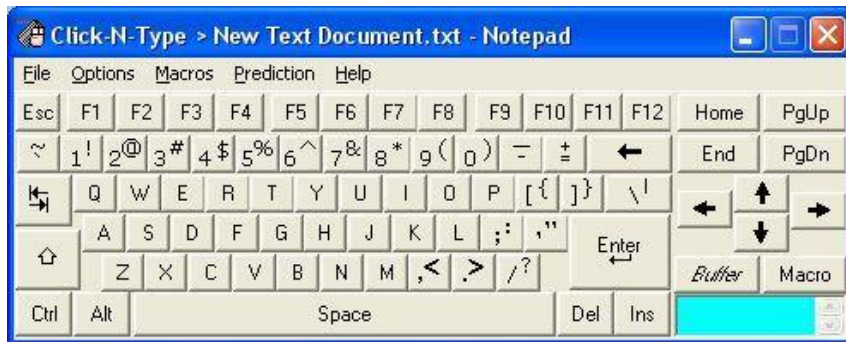 Click-N-Type > New Text Document.txt - Notepad
File Options Macros Prediction Help
Esc F1 F2 F3 F4 F5 F6 F7 F8 F9 F10 F11 F12 Home PgUp
~ 1! 2@ 3# 4$ 5% 6^ 7& 8* 9( 0) - ± ← End PgDn
Q W E R T Y U I O P [{ ]} \|
A S D F G H J K L ;: ," Enter
Z X C V B N M ,< .> /? Buffer Macro
Ctrl Alt Space Del Ins